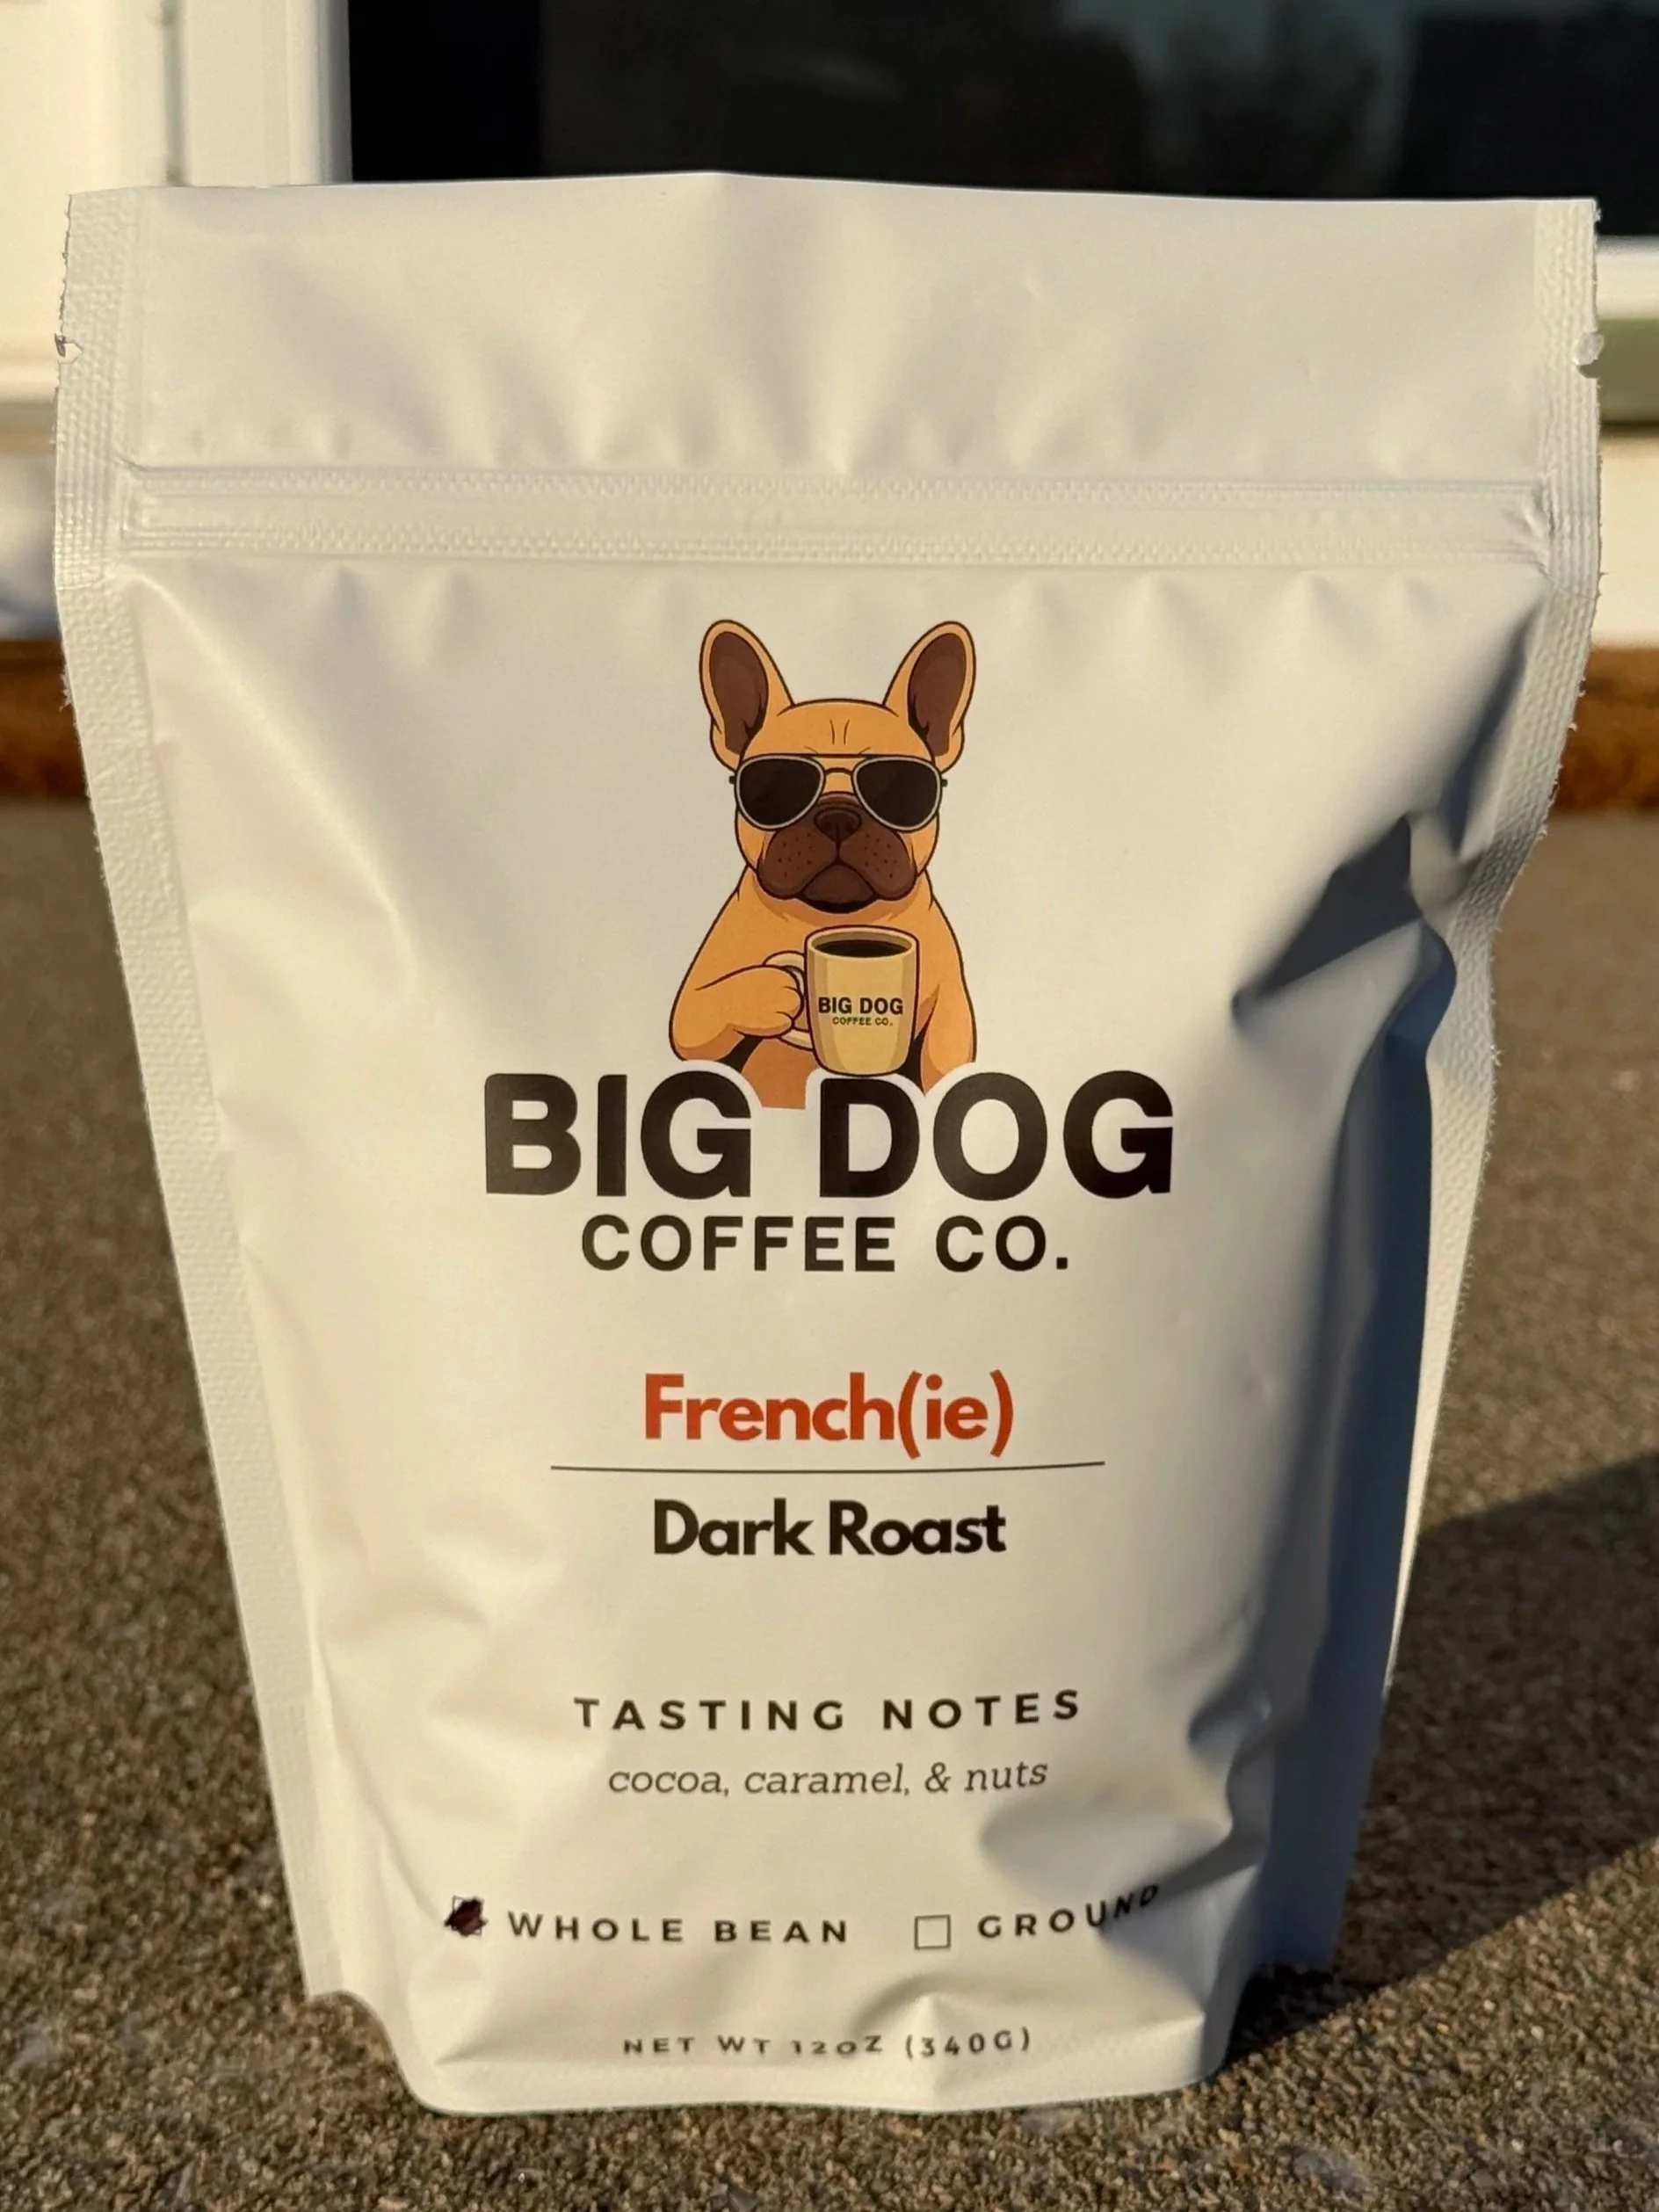 BIG DOG
COFFEE CO.
BIG DOG
COFFEE CO.
French(ie)
Dark Roast
TASTING NOTES
cocoa, caramel, & nuts
WHOLE BEAN GROUND
NET WT 12OZ (340G)